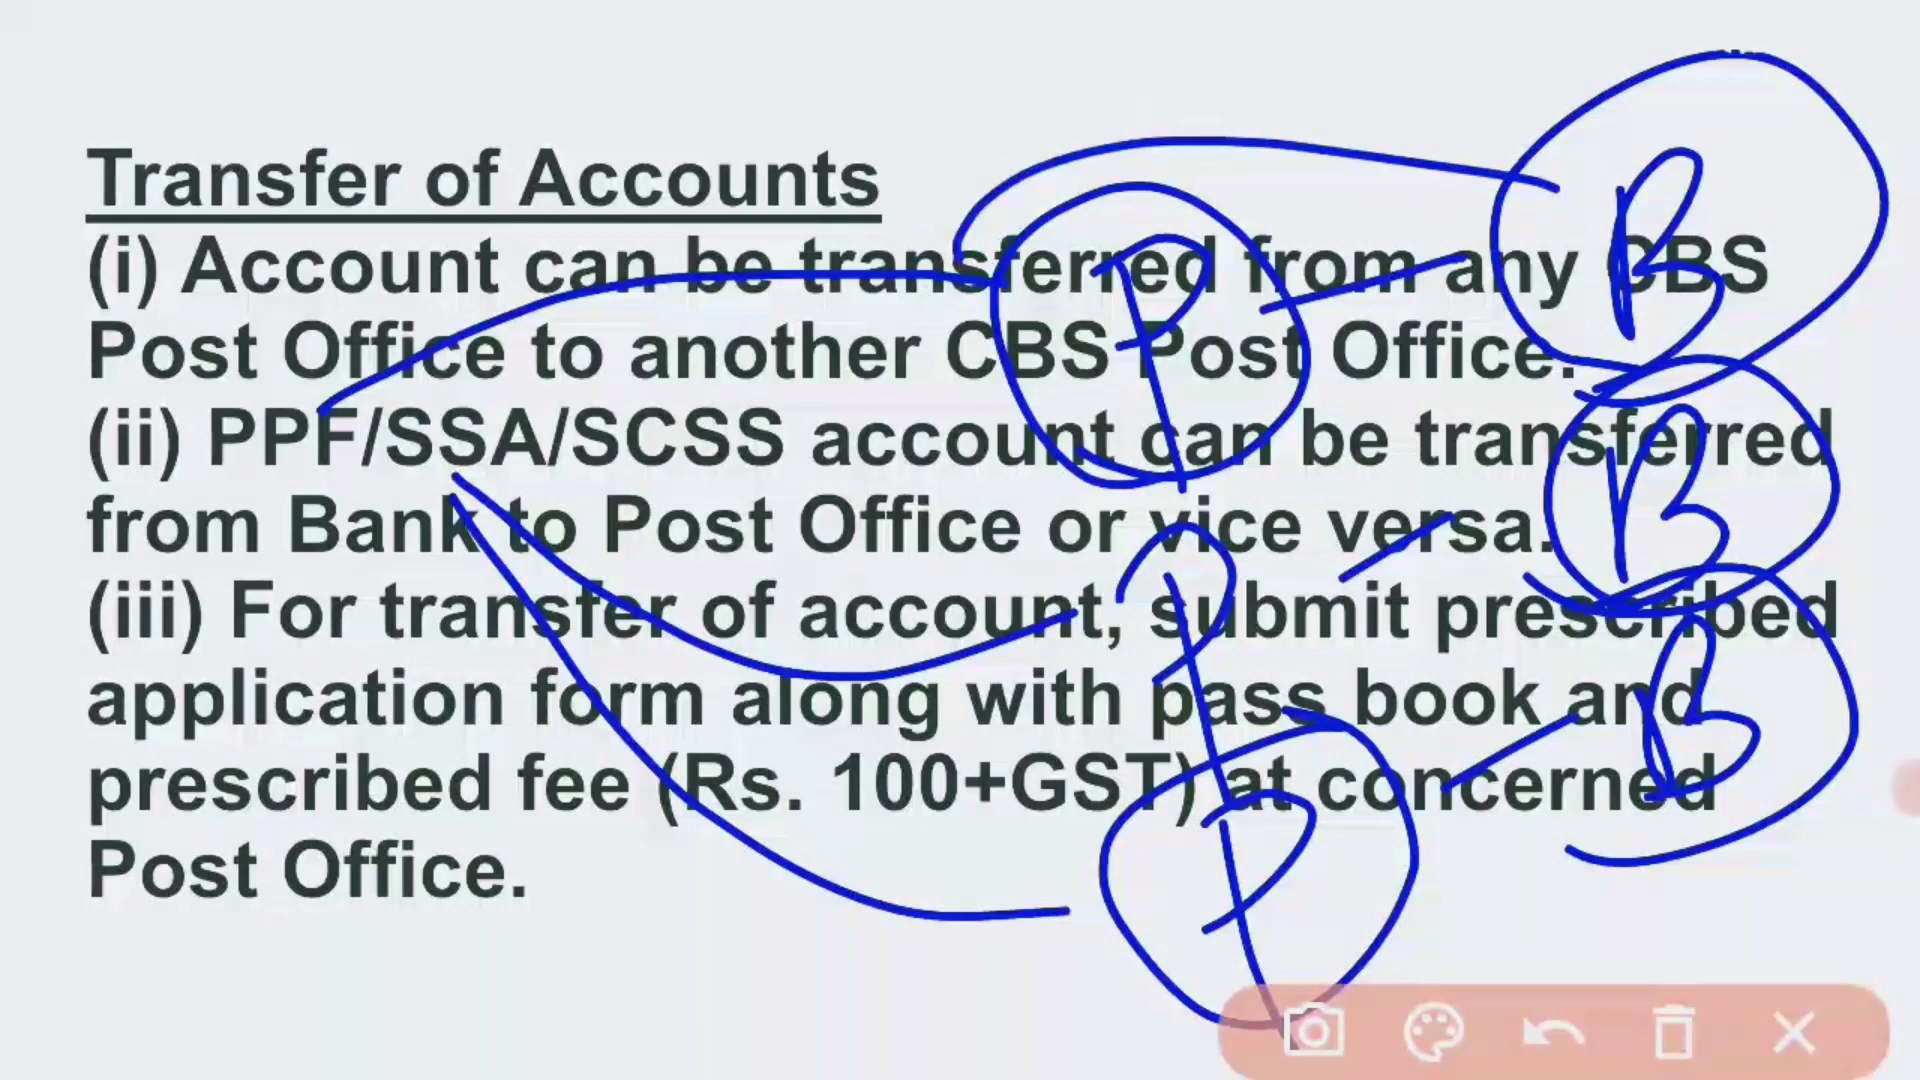 Transfer of Accounts
(i) Account can be transferred from any CBS
Post Office to another CBS Post Office.
(ii) PPF/SSA/SCSS account can be transferred
from Bank to Post Office or vice versa.
(iii) For transfer of account, submit prescribed
application form along with pass book and
prescribed fee (Rs. 100+GST) at concerned
Post Office.
P B
P B
P B